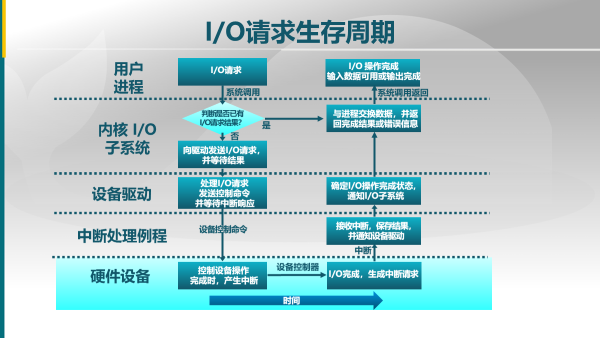 I/O请求生存周期
用户
进程
I/O请求
I/O 操作完成
输入数据可用或输出完成
系统调用
系统调用返回
内核 I/O
子系统
判断是否已有
I/O请求结果?
是
否
与进程交换数据，并返
回完成结果或错误信息
向驱动发送I/O请求，
并等待结果
设备驱动
处理I/O请求
发送控制命令
并等待中断响应
确定I/O操作完成状态，
通知I/O子系统
中断处理例程
设备控制命令
接收中断，保存结果，
并通知设备驱动
中断
硬件设备
控制设备操作
完成时，产生中断
设备控制器
I/O完成，生成中断请求
时间